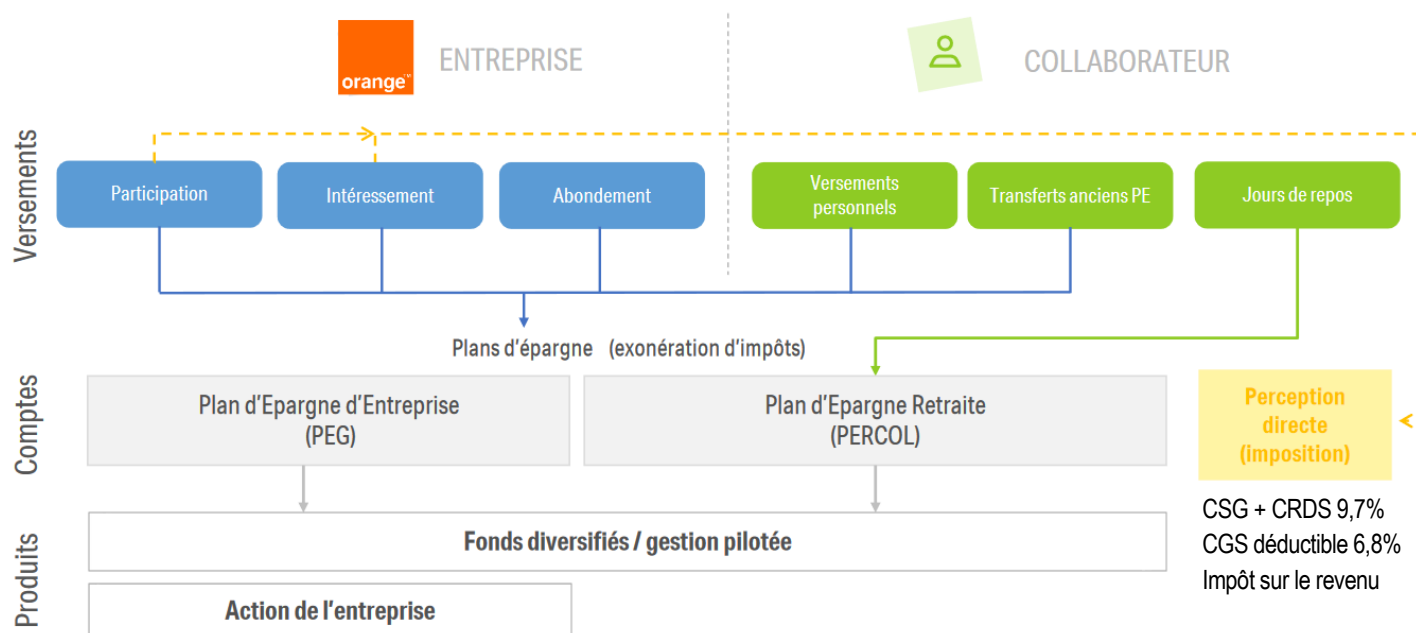 orange™
ENTREPRISE
COLLABORATEUR
Versements
Participation
Intéressement
Abondement
Versements
personnels
Transferts anciens PE
Jours de repos
Plans d'épargne (exonération d'impôts)
Comptes
Plan d'Epargne d'Entreprise
(PEG)
Plan d'Epargne Retraite
(PERCOL)
Perception
directe
(imposition)
CSG + CRDS 9,7%
CGS déductible 6,8%
Impôt sur le revenu
Produits
Fonds diversifiés / gestion pilotée
Action de l'entreprise